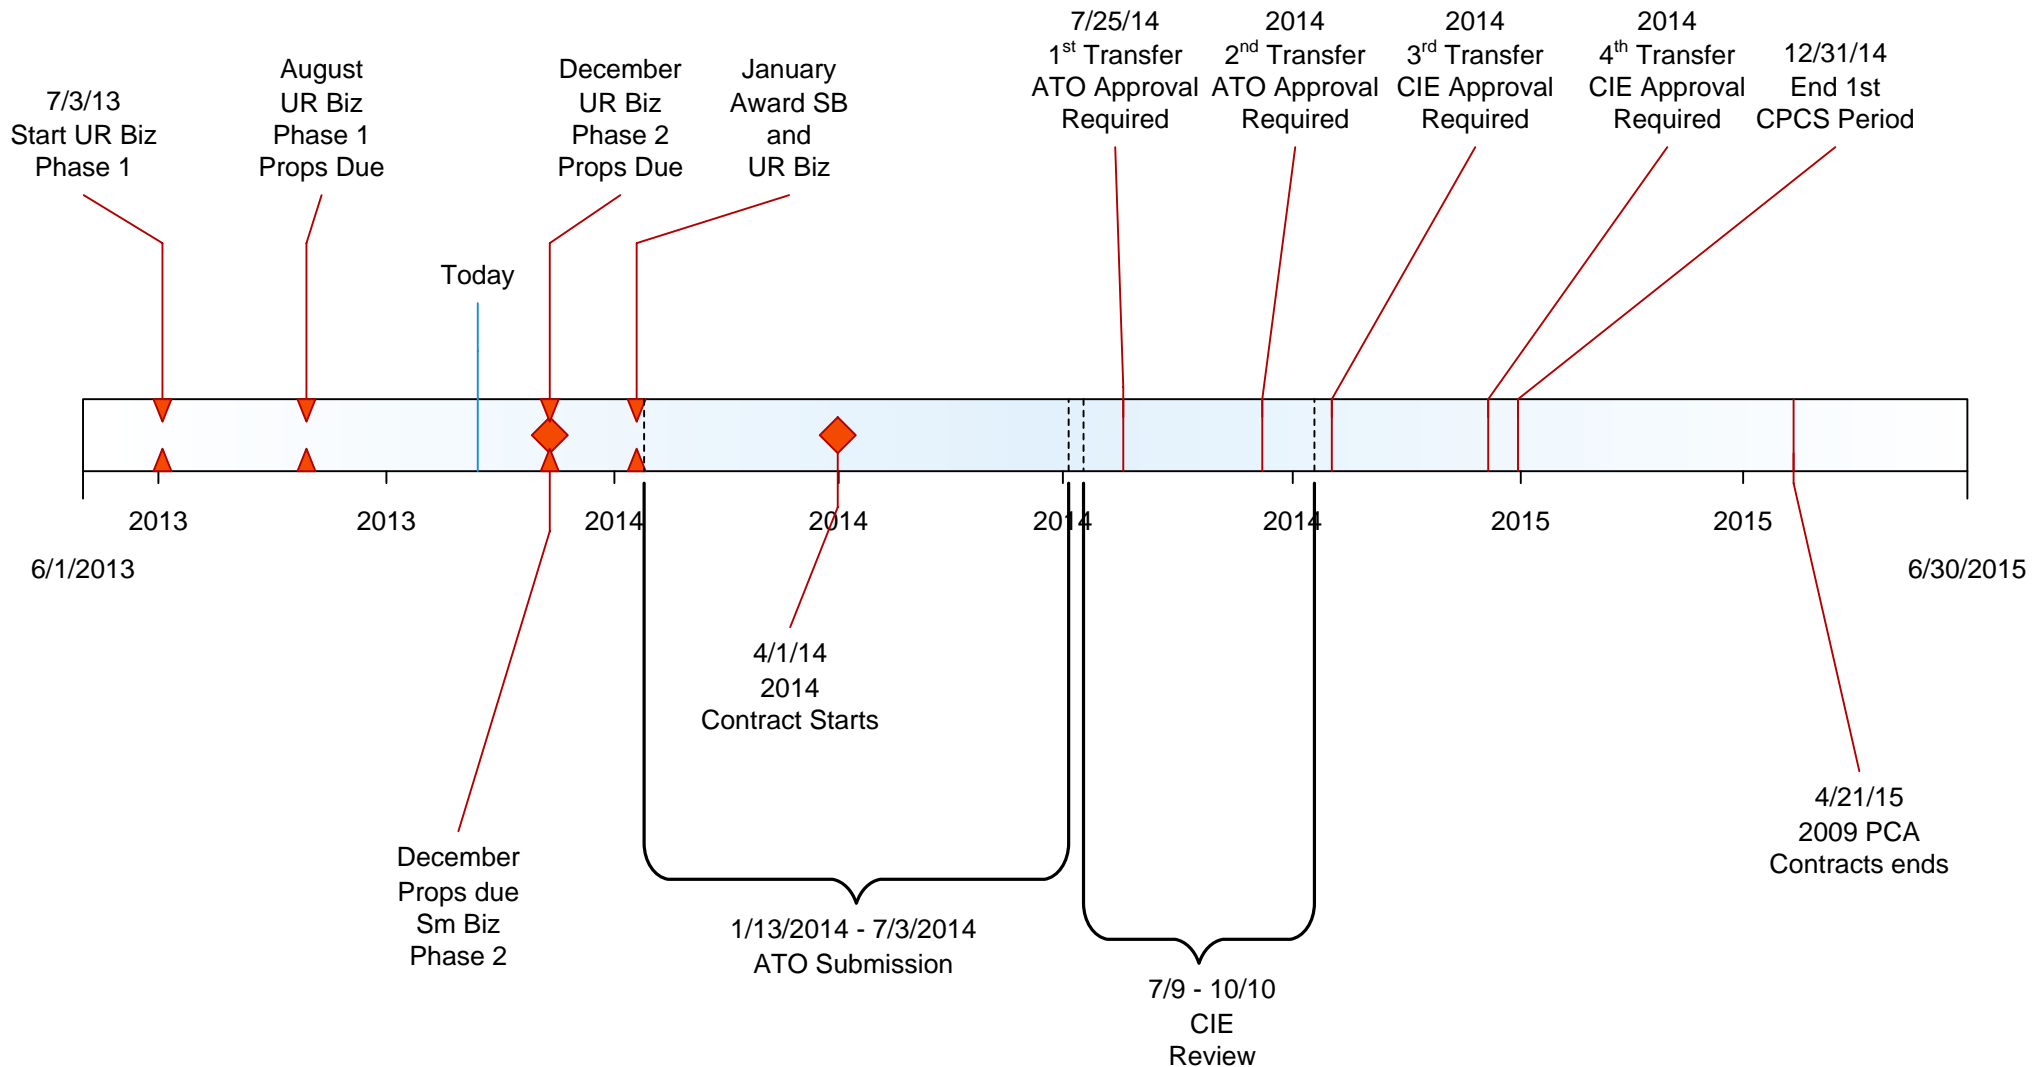 7/3/13
Start UR Biz
Phase 1
August
UR Biz
Phase 1
Props Due
December
UR Biz
Phase 2
Props Due
January
Award SB
and
UR Biz
7/25/14
1st Transfer
ATO Approval
Required
2014
2nd Transfer
ATO Approval
Required
2014
3rd Transfer
CIE Approval
Required
2014
4th Transfer
CIE Approval
Required
12/31/14
End 1st
CPCS Period
Today
2013
2013
2014
2014
2014
2014
2015
2015
6/1/2013
6/30/2015
4/1/14
2014
Contract Starts
4/21/15
2009 PCA
Contracts ends
December
Props due
Sm Biz
Phase 2
1/13/2014 - 7/3/2014
ATO Submission
7/9 - 10/10
CIE
Review